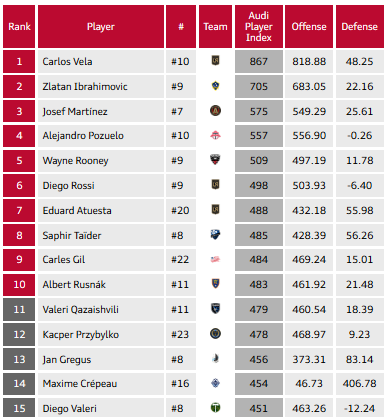 Rank Player # Team Audi Player Index Offense Defense
1 Carlos Vela #10 867 818.88 48.25
2 Zlatan Ibrahimovic #9 705 683.05 22.16
3 Josef Martínez #7 575 549.29 25.61
4 Alejandro Pozuelo #10 557 556.90 -0.26
5 Wayne Rooney #9 509 497.19 11.78
6 Diego Rossi #9 498 503.93 -6.40
7 Eduard Atuesta #20 488 432.18 55.98
8 Saphir Taïder #8 485 428.39 56.26
9 Carles Gil #22 484 469.24 15.01
10 Albert Rusnák #11 483 461.92 21.48
11 Valeri Qazaishvili #11 479 460.54 18.39
12 Kacper Przybylko #23 478 468.97 9.23
13 Jan Gregus #8 456 373.31 83.14
14 Maxime Crépeau #16 454 46.73 406.78
15 Diego Valeri #8 451 463.26 -12.24